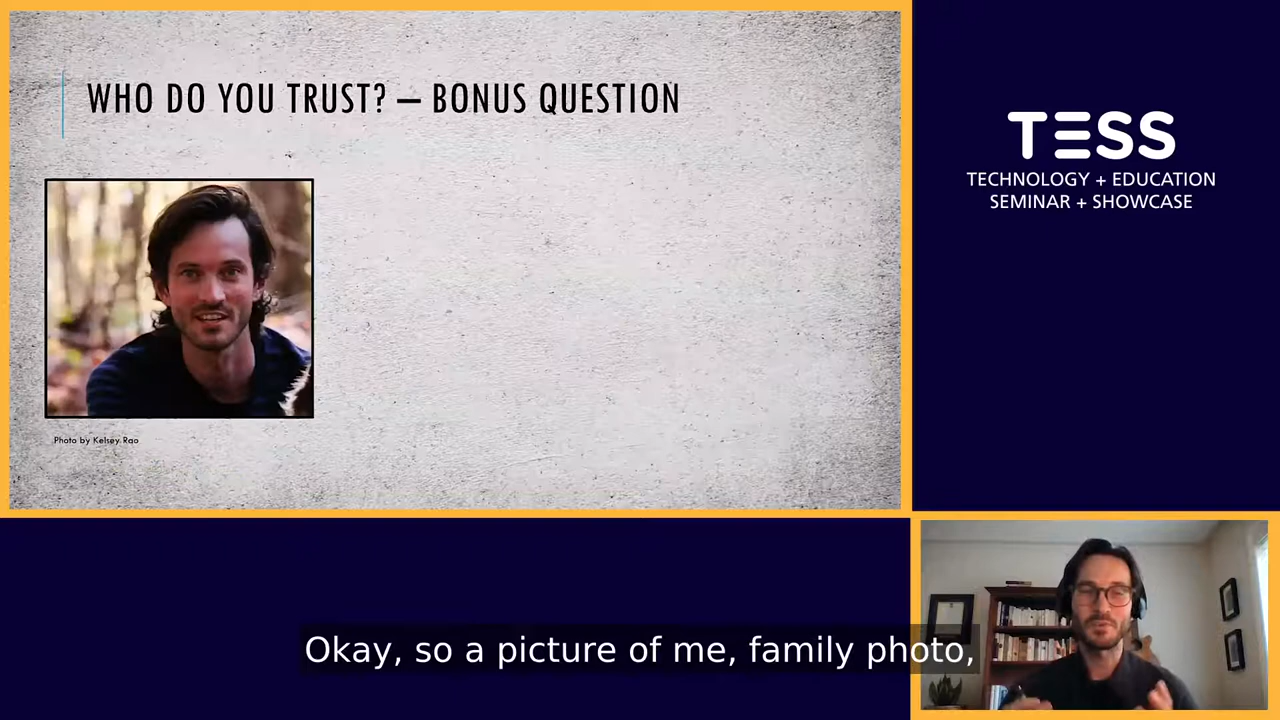 WHO DO YOU TRUST? – BONUS QUESTION
Photo by Kelsey Rao
TESS
TECHNOLOGY + EDUCATION
SEMINAR + SHOWCASE
Okay, so a picture of me, family photo,